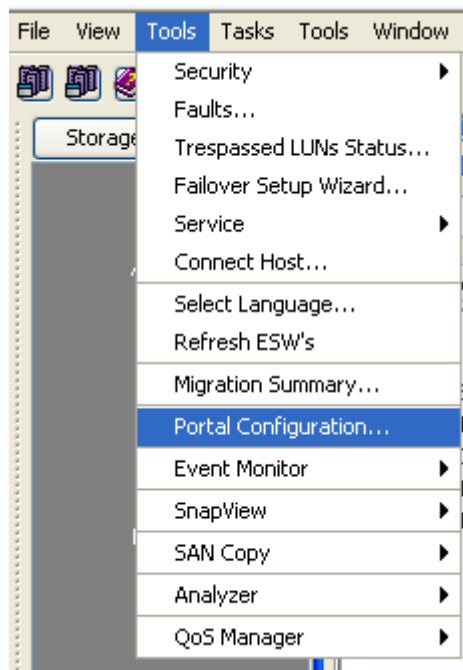 File View Tools Tasks Tools Window
Storage
Security
Faults...
Trespassed LUNs Status...
Failover Setup Wizard...
Service
Connect Host...
Select Language...
Refresh ESW's
Migration Summary...
Portal Configuration...
Event Monitor
SnapView
SAN Copy
Analyzer
QoS Manager